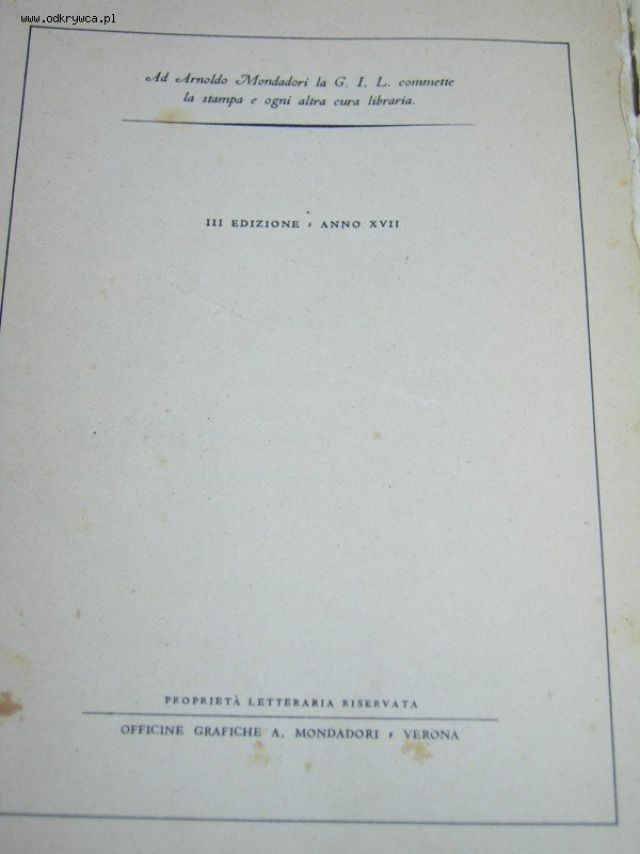 www.odkrywca.pl
Ad Arnoldo Mondadori la G. I. L. commette
la stampa e ogni altra cura libraria.
III EDIZIONE • ANNO XVII
PROPRIETÀ LETTERARIA RISERVATA
OFFICINE GRAFICHE A. MONDADORI • VERONA